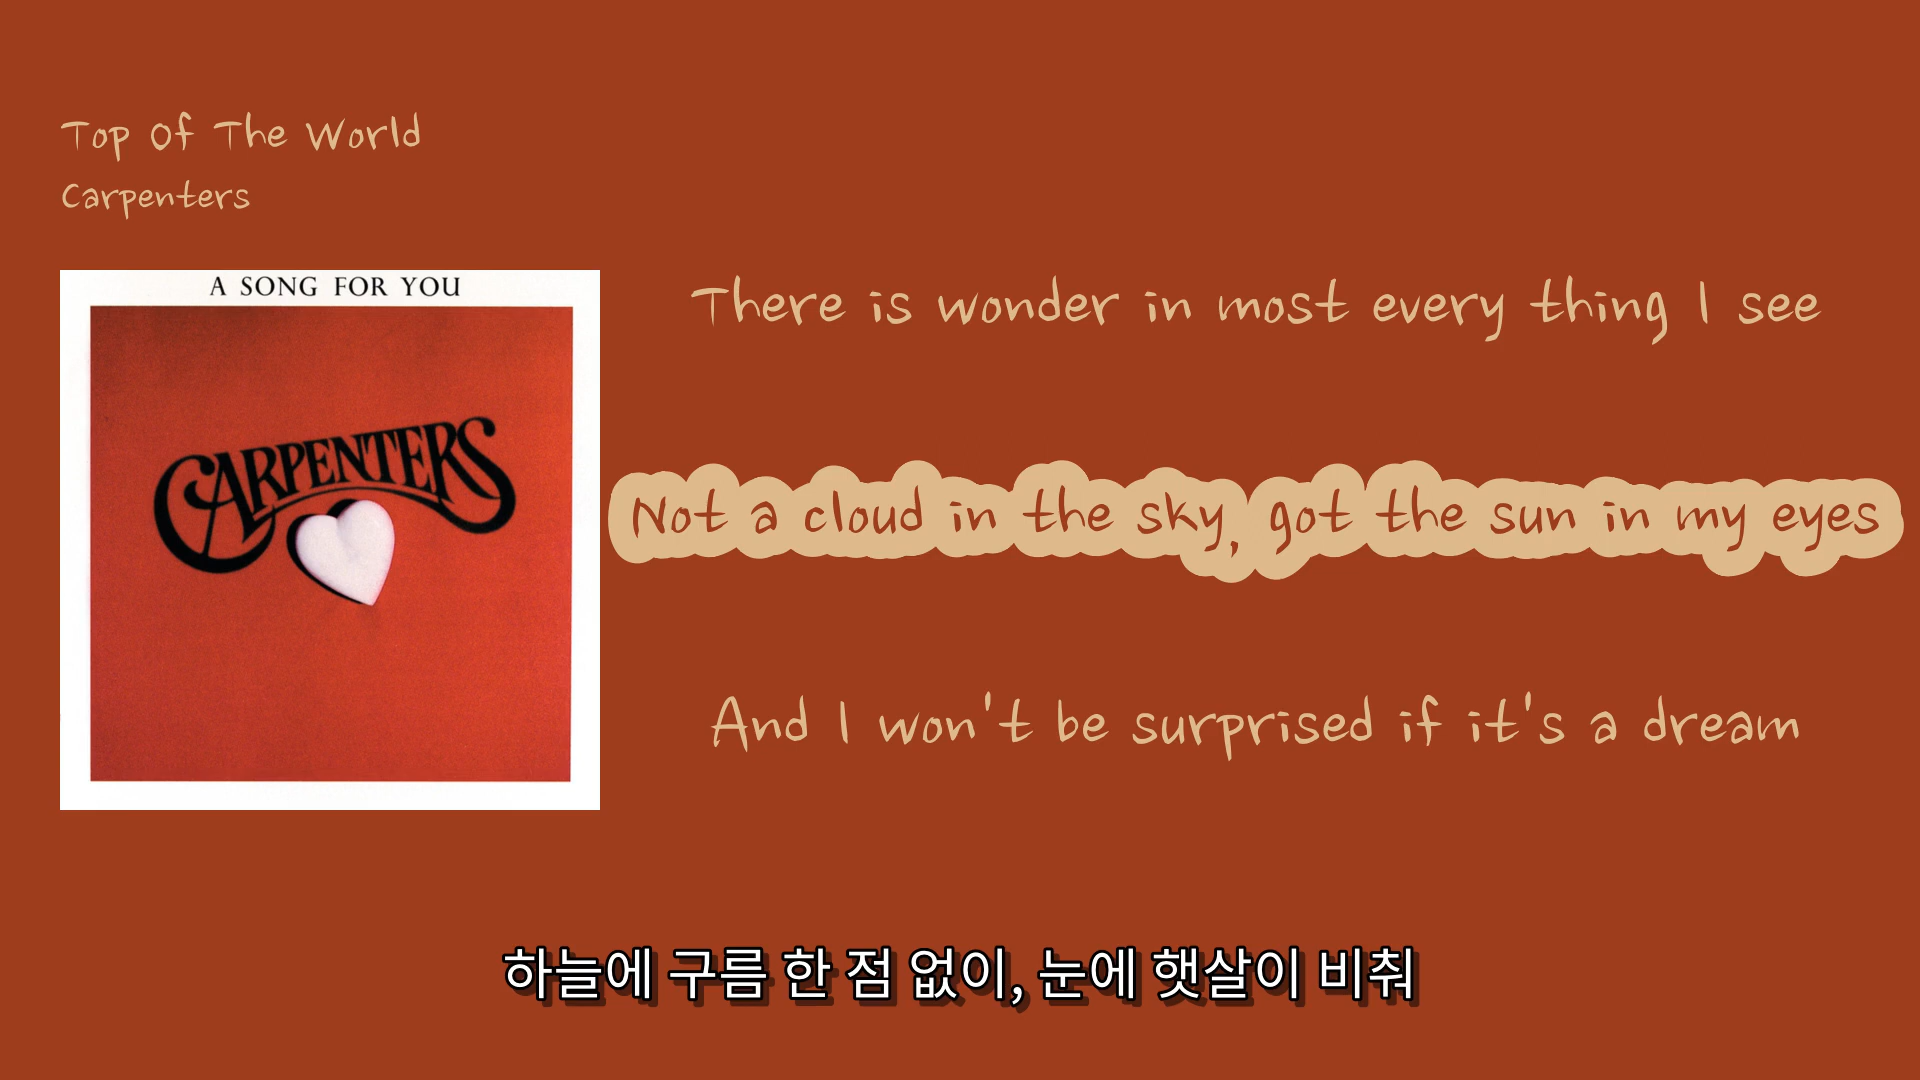 Top Of The World
Carpenters
A SONG FOR YOU
CARPENTERS
There is wonder in most every thing I see
Not a cloud in the sky, got the sun in my eyes
And I won't be surprised if it's a dream
하늘에 구름 한 점 없이, 눈에 햇살이 비춰